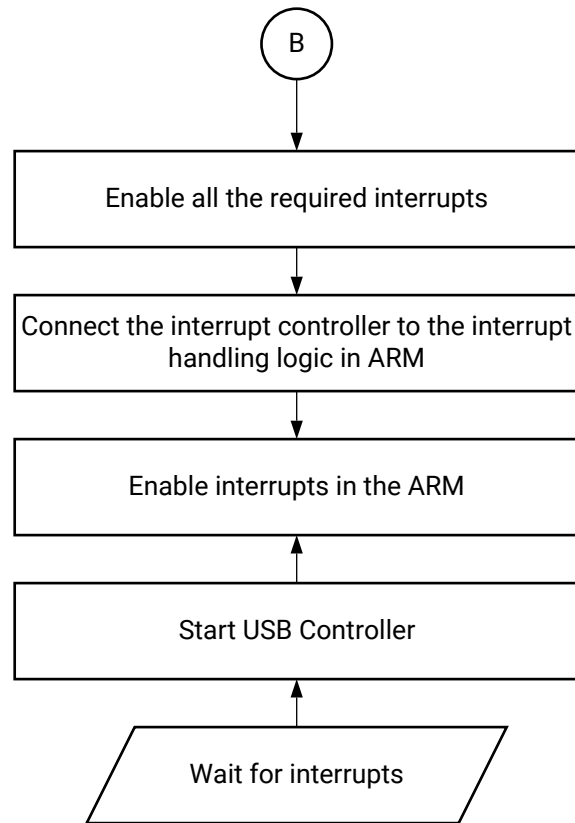 B
Enable all the required interrupts
Connect the interrupt controller to the interrupt
handling logic in ARM
Enable interrupts in the ARM
Start USB Controller
Wait for interrupts